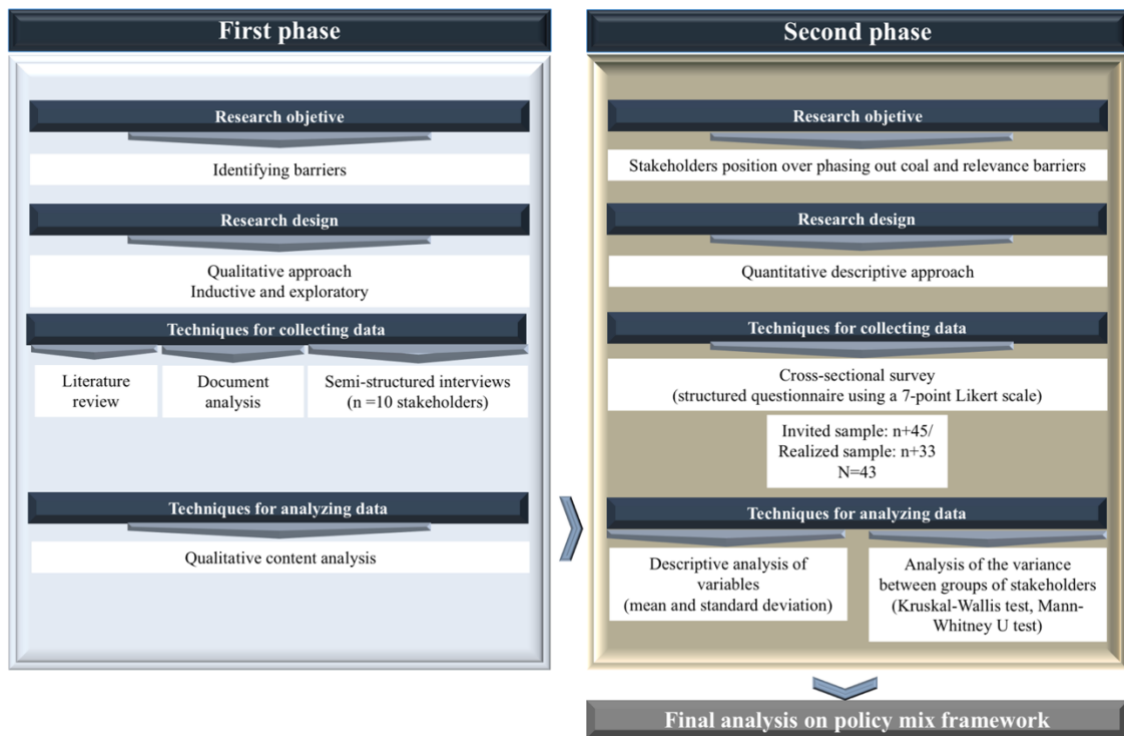 First phase
Research objetive
Identifying barriers
Research design
Qualitative approach
Inductive and exploratory
Techniques for collecting data
Literature
review
Document
analysis
Semi-structured interviews
(n =10 stakeholders)
Techniques for analyzing data
Qualitative content analysis
Second phase
Research objetive
Stakeholders position over phasing out coal and relevance barriers
Research design
Quantitative descriptive approach
Techniques for collecting data
Cross-sectional survey
(structured questionnaire using a 7-point Likert scale)
Invited sample: n+45/
Realized sample: n+33
N=43
Techniques for analyzing data
Descriptive analysis of
variables
(mean and standard deviation)
Analysis of the variance
between groups of stakeholders
(Kruskal-Wallis test, Mann-
Whitney U test)
Final analysis on policy mix framework